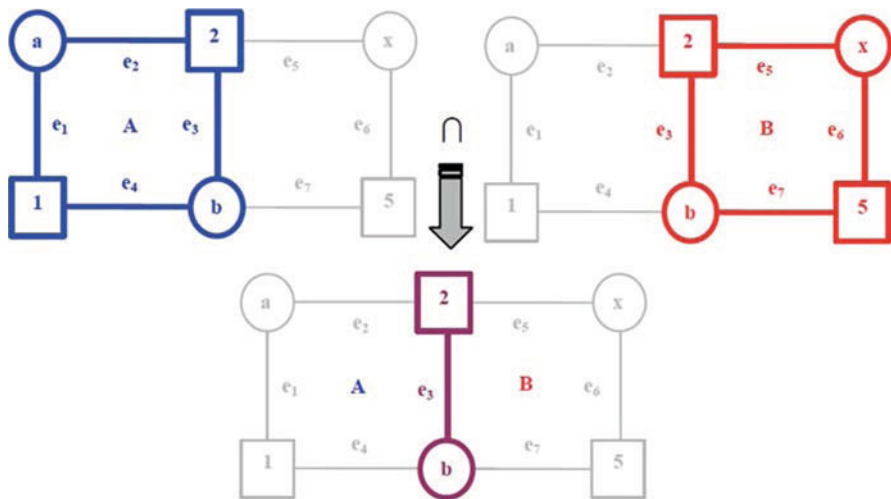 a 2 x
e₂ e₅
e₁ A e₃ e₆
e₄ e₇
1 b 5
a 2 x
e₂ e₅
e₁ e₃ B e₆
e₄ e₇
1 b 5
∩
a 2 x
e₂ e₅
e₁ A e₃ B e₆
e₄ e₇
1 b 5